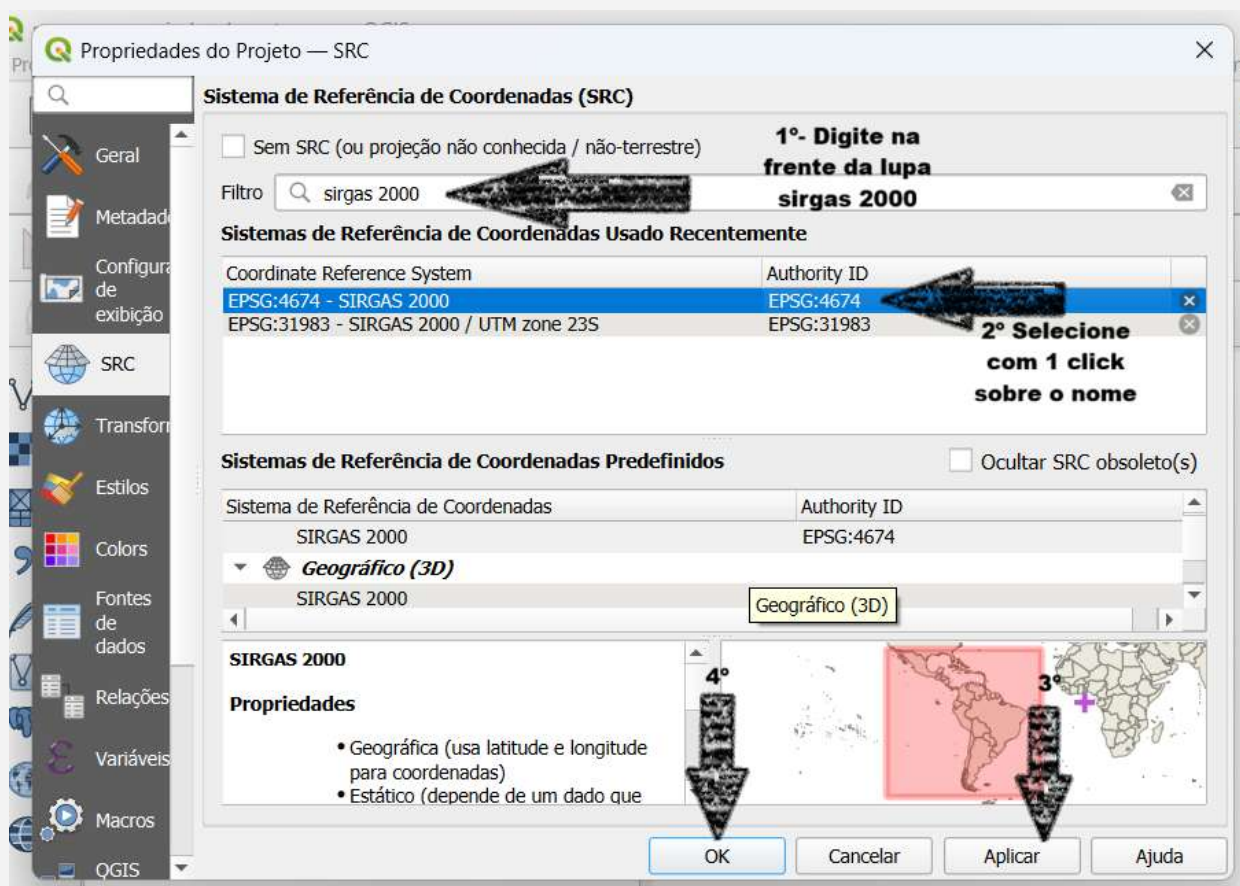 Propriedades do Projeto — SRC
Sistema de Referência de Coordenadas (SRC)
Sem SRC (ou projeção não conhecida / não-terrestre)
1º- Digite na
frente da lupa
sirgas 2000
Filtro
sirgas 2000
Sistemas de Referência de Coordenadas Usado Recentemente
Coordinate Reference System
Authority ID
EPSG:4674 - SIRGAS 2000
EPSG:4674
EPSG:31983 - SIRGAS 2000 / UTM zone 23S
EPSG:31983
2º Selecione
com 1 click
sobre o nome
Sistemas de Referência de Coordenadas Predefinidos
Ocultar SRC obsoleto(s)
Sistema de Referência de Coordenadas
Authority ID
SIRGAS 2000
EPSG:4674
Geográfico (3D)
SIRGAS 2000
Geográfico (3D)
SIRGAS 2000
Propriedades
• Geográfica (usa latitude e longitude
para coordenadas)
• Estático (depende de um dado que
4º
3º
OK
Cancelar
Aplicar
Ajuda
Geral
Metadad
Configura
de
exibição
SRC
Transforr
Estilos
Colors
Fontes
de
dados
Relações
Variáveis
Macros
QGIS